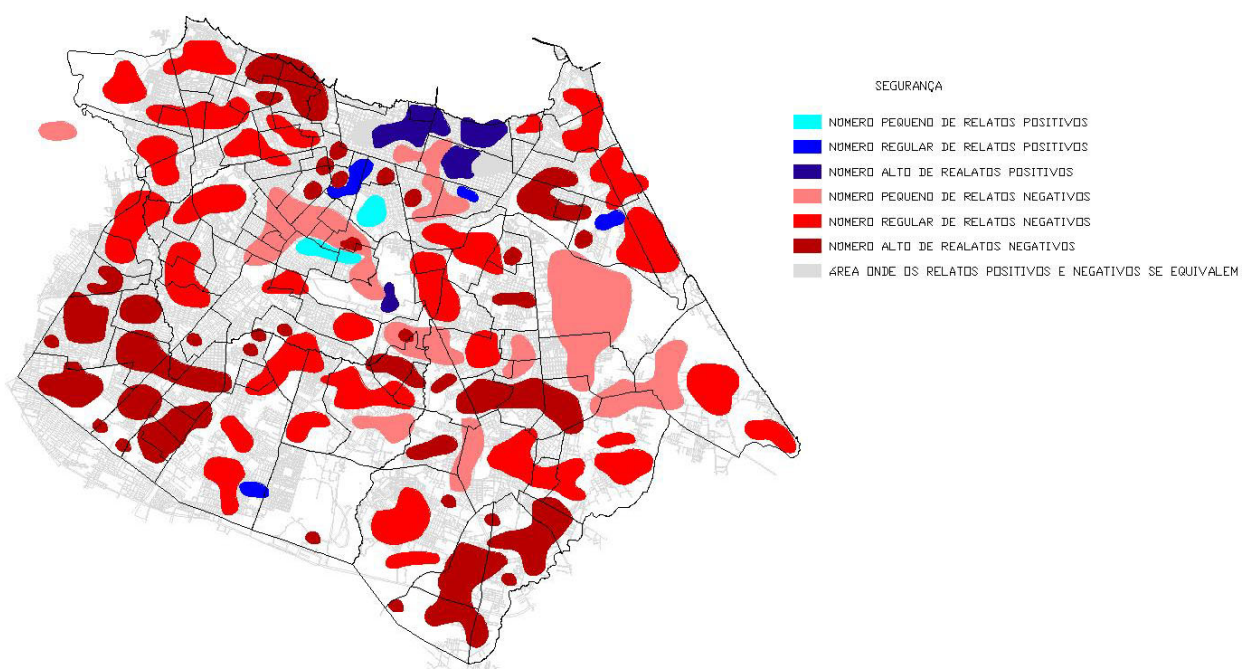 SEGURANÇA
NÚMERO PEQUENO DE RELATOS POSITIVOS
NÚMERO REGULAR DE RELATOS POSITIVOS
NÚMERO ALTO DE REALATOS POSITIVOS
NÚMERO PEQUENO DE RELATOS NEGATIVOS
NÚMERO REGULAR DE RELATOS NEGATIVOS
NÚMERO ALTO DE REALATOS NEGATIVOS
ÁREA ONDE OS RELATOS POSITIVOS E NEGATIVOS SE EQUIVALEM